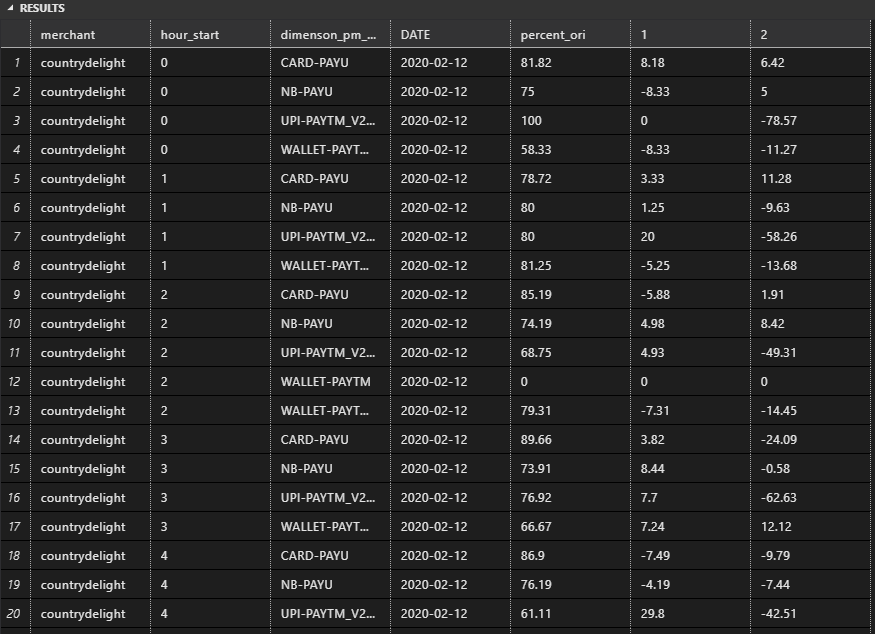 RESULTS
merchant hour_start dimenson_pm_... DATE percent_ori 1 2
1 countrydelight 0 CARD-PAYU 2020-02-12 81.82 8.18 6.42
2 countrydelight 0 NB-PAYU 2020-02-12 75 -8.33 5
3 countrydelight 0 UPI-PAYTM_V2... 2020-02-12 100 0 -78.57
4 countrydelight 0 WALLET-PAYT... 2020-02-12 58.33 -8.33 -11.27
5 countrydelight 1 CARD-PAYU 2020-02-12 78.72 3.33 11.28
6 countrydelight 1 NB-PAYU 2020-02-12 80 1.25 -9.63
7 countrydelight 1 UPI-PAYTM_V2... 2020-02-12 80 20 -58.26
8 countrydelight 1 WALLET-PAYT... 2020-02-12 81.25 -5.25 -13.68
9 countrydelight 2 CARD-PAYU 2020-02-12 85.19 -5.88 1.91
10 countrydelight 2 NB-PAYU 2020-02-12 74.19 4.98 8.42
11 countrydelight 2 UPI-PAYTM_V2... 2020-02-12 68.75 4.93 -49.31
12 countrydelight 2 WALLET-PAYTM 2020-02-12 0 0 0
13 countrydelight 2 WALLET-PAYT... 2020-02-12 79.31 -7.31 -14.45
14 countrydelight 3 CARD-PAYU 2020-02-12 89.66 3.82 -24.09
15 countrydelight 3 NB-PAYU 2020-02-12 73.91 8.44 -0.58
16 countrydelight 3 UPI-PAYTM_V2... 2020-02-12 76.92 7.7 -62.63
17 countrydelight 3 WALLET-PAYT... 2020-02-12 66.67 7.24 12.12
18 countrydelight 4 CARD-PAYU 2020-02-12 86.9 -7.49 -9.79
19 countrydelight 4 NB-PAYU 2020-02-12 76.19 -4.19 -7.44
20 countrydelight 4 UPI-PAYTM_V2... 2020-02-12 61.11 29.8 -42.51